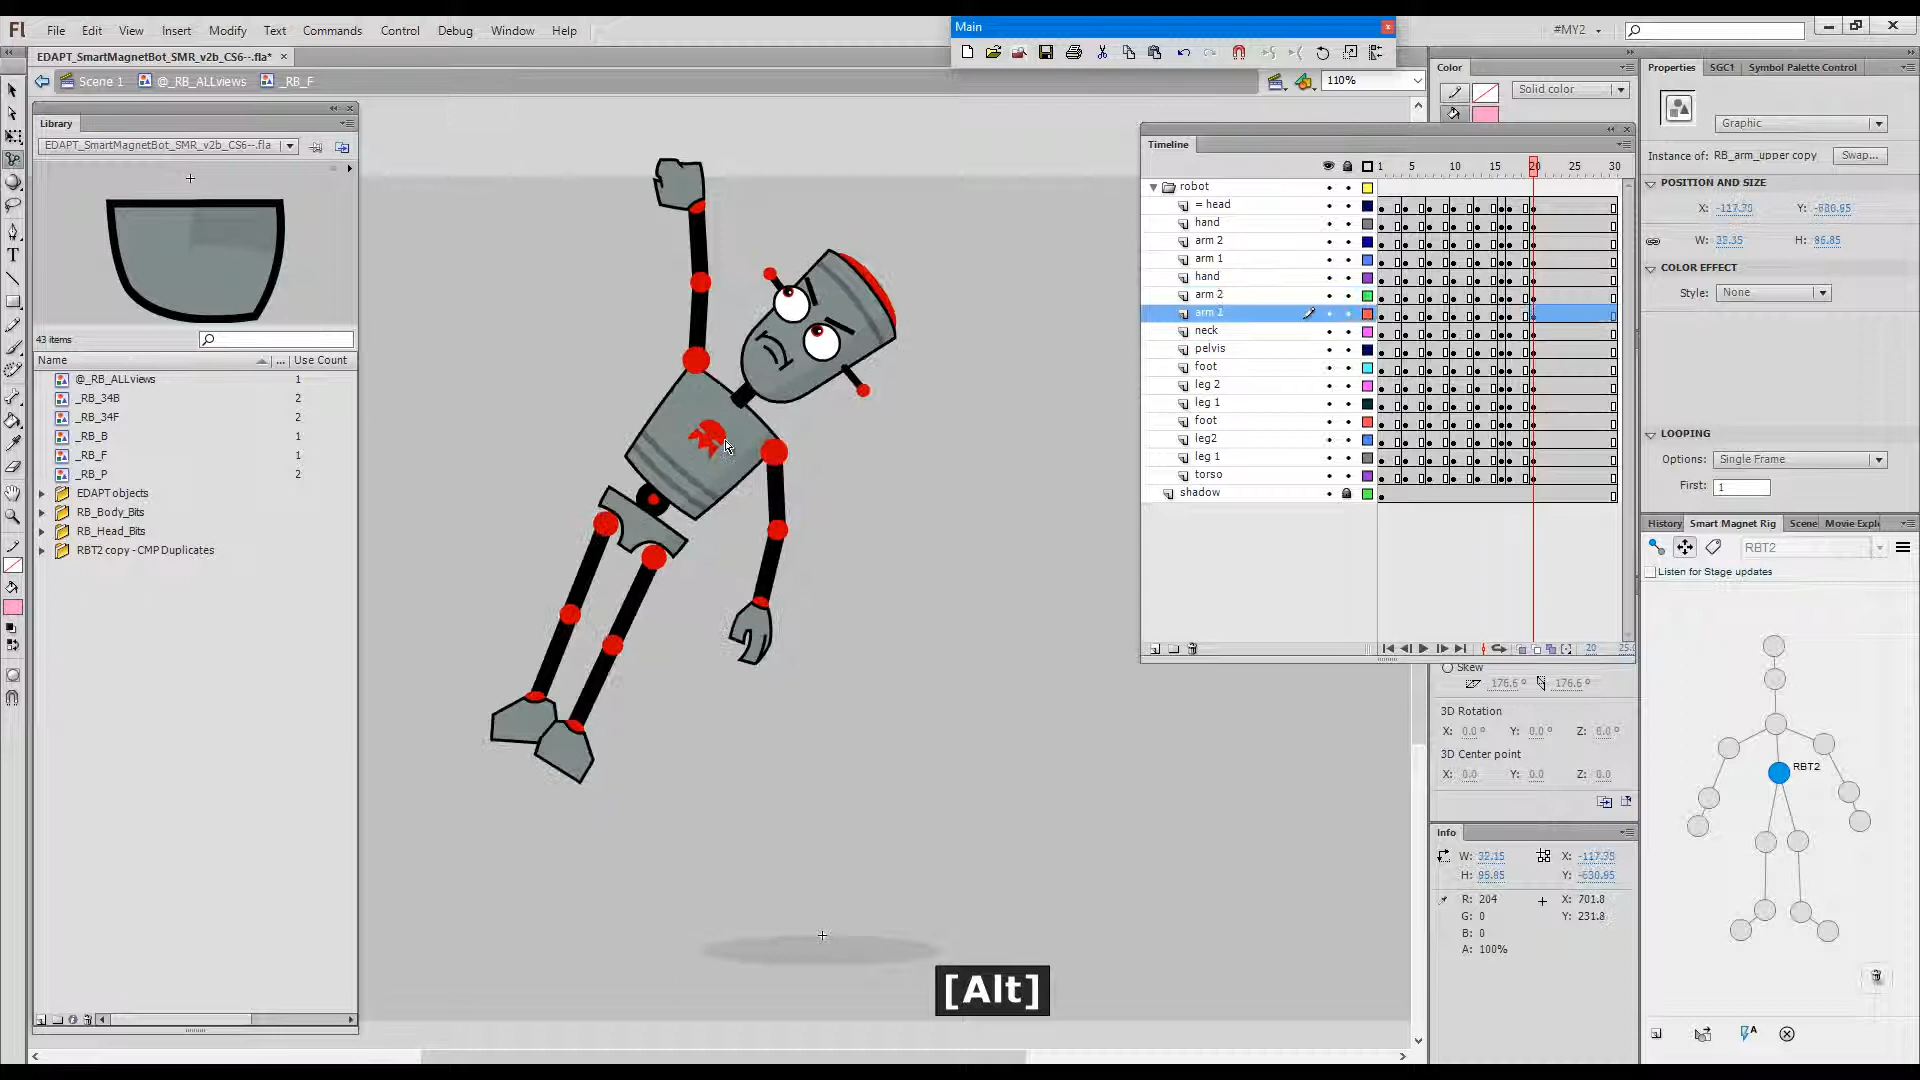 Fl File Edit View Insert Text Commands Control Debug Window Help
Main
#MY2
EDAPT_SmartMagnetBot_SMR_v2b_CS6--.fla* ×
Scene 1 @_RB_ALLviews _RB_F
110%
Library
EDAPT_SmartMagnetBot_SMR_v2b_CS6--.fla
43 items
Name ... Use Count
@_RB_ALLviews 1
_RB_34B 2
_RB_34F 2
_RB_B 1
_RB_F 1
_RB_P 2
EDAPT objects
RB_Body_Bits
RB_Head_Bits
RBT2 copy - CMP Duplicates
[Alt]
Timeline
1 5 10 15 20 25 30
robot
= head
hand
arm 2
arm 1
hand
arm 2
arm 1
neck
pelvis
foot
leg 2
leg 1
foot
leg2
leg 1
torso
shadow
20
Color
Solid color
Skew
176.6 ° 176.6 °
3D Rotation
X: 0.0 ° Y: 0.0 ° Z: 0.0 °
3D Center point
X: 0.0 Y: 0.0 Z: 0.0
Info
W: 32.15 X: -117.35
H: 95.85 Y: -630.95
R: 204 X: 701.8
G: 0 Y: 231.8
B: 0
A: 100%
Properties SGC1 Symbol Palette Control
Graphic
Instance of: RB_arm_upper copy Swap...
POSITION AND SIZE
X: -117.35
W: 33.35 H: 86.85
COLOR EFFECT
Style: None
LOOPING
Options: Single Frame
First: 1
History Smart Magnet Rig Scene Movie Expl
RBT2
Listen for Stage updates
RBT2